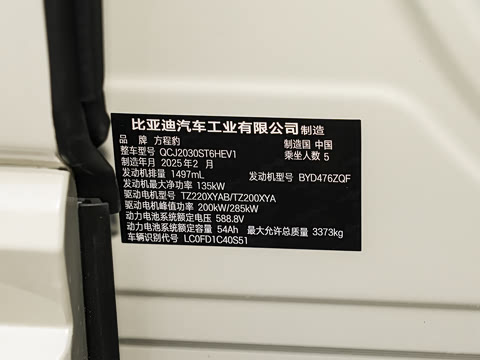 比亚迪汽车工业有限公司 制造
品 牌 方程豹 制造国 中国
整车型号 QCJ2030ST6HEV1 乘坐人数 5
制造年月 2025年2 月
发动机排量 1497mL 发动机型号 BYD476ZQF
发动机最大净功率 135kW
驱动电机型号 TZ220XYAB/TZ200XYA
驱动电机峰值功率 200kW/285kW
动力电池系统额定电压 588.8V
动力电池系统额定容量 54Ah 最大允许总质量 3373kg
车辆识别代号 LC0FD1C40S51